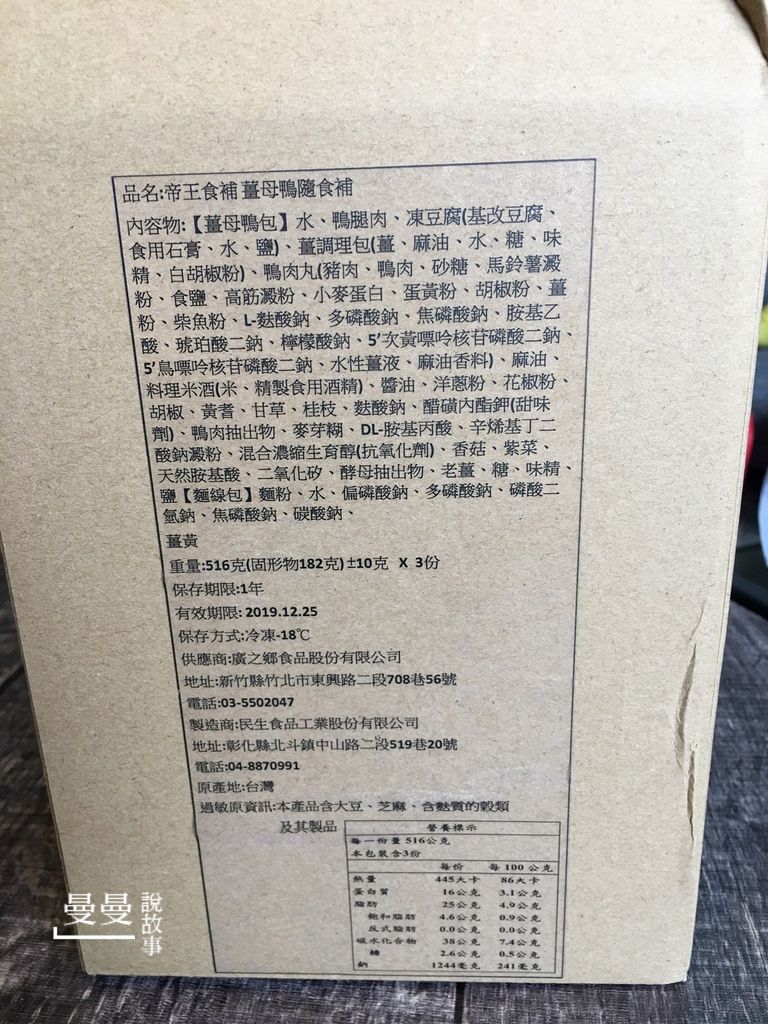 品名:帝王食補 薑母鴨隨食補
內容物:【薑母鴨包】水、鴨腿肉、凍豆腐(基改豆腐、
食用石膏、水、鹽)、薑調理包(薑、麻油、水、糖、味
精、白胡椒粉)、鴨肉丸(豬肉、鴨肉、砂糖、馬鈴薯澱
粉、食鹽、高筋澱粉、小麥蛋白、蛋黃粉、胡椒粉、薑
粉、柴魚粉、L-麩酸鈉、多磷酸鈉、焦磷酸鈉、胺基乙
酸、琥珀酸二鈉、檸檬酸鈉、5’次黃嘌呤核苷磷酸二鈉、
5’鳥嘌呤核苷磷酸二鈉、水性薑液、麻油香料)、麻油、
料理米酒(米、精製食用酒精)、醬油、洋蔥粉、花椒粉、
胡椒、黃耆、甘草、桂枝、麩酸鈉、醋磺內酯鉀(甜味
劑)、鴨肉抽出物、麥芽糊、DL-胺基丙酸、辛烯基丁二
酸鈉澱粉、混合濃縮生育醇(抗氧化劑)、香菇、紫菜、
天然胺基酸、二氧化矽、酵母抽出物、老薑、糖、味精、
鹽【麵線包】麵粉、水、偏磷酸鈉、多磷酸鈉、磷酸二
氫鈉、焦磷酸鈉、碳酸鈉、
薑黃
重量:516克(固形物182克)±10克 X 3份
保存期限:1年
有效期限: 2019.12.25
保存方式:冷凍-18℃
供應商:廣之鄉食品股份有限公司
地址:新竹縣竹北市東興路二段708巷56號
電話:03-5502047
製造商:民生食品工業股份有限公司
地址:彰化縣北斗鎮中山路二段519巷20號
電話:04-8870991
原產地:台灣
過敏原資訊:本產品含大豆、芝麻、含麩質的穀類
及其製品
營養標示
每一份量 516公克
本包裝含3份
每份 每 100 公克
熱量 445大卡 86大卡
蛋白質 16公克 3.1公克
脂肪 25公克 4.9公克
飽和脂肪 4.6公克 0.9公克
反式脂肪 0.0公克 0.0公克
碳水化合物 38公克 7.4公克
糖 2.6公克 0.5公克
鈉 1244毫克 241毫克
曼曼說故事